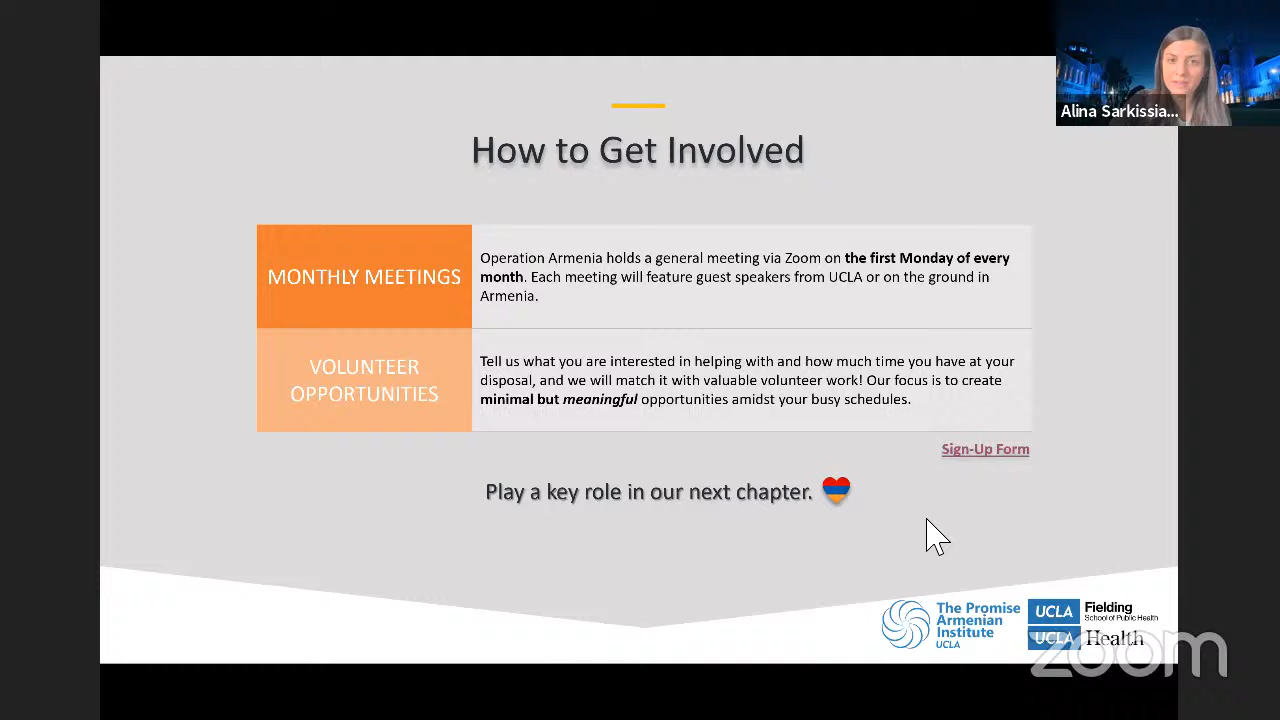 Alina Sarkissia...
How to Get Involved
MONTHLY MEETINGS
Operation Armenia holds a general meeting via Zoom on the first Monday of every
month. Each meeting will feature guest speakers from UCLA or on the ground in
Armenia.
VOLUNTEER
OPPORTUNITIES
Tell us what you are interested in helping with and how much time you have at your
disposal, and we will match it with valuable volunteer work! Our focus is to create
minimal but meaningful opportunities amidst your busy schedules.
Sign-Up Form
Play a key role in our next chapter.
The Promise
Armenian
Institute
UCLA
UCLA Fielding
School of Public Health
UCLA Health
zoom